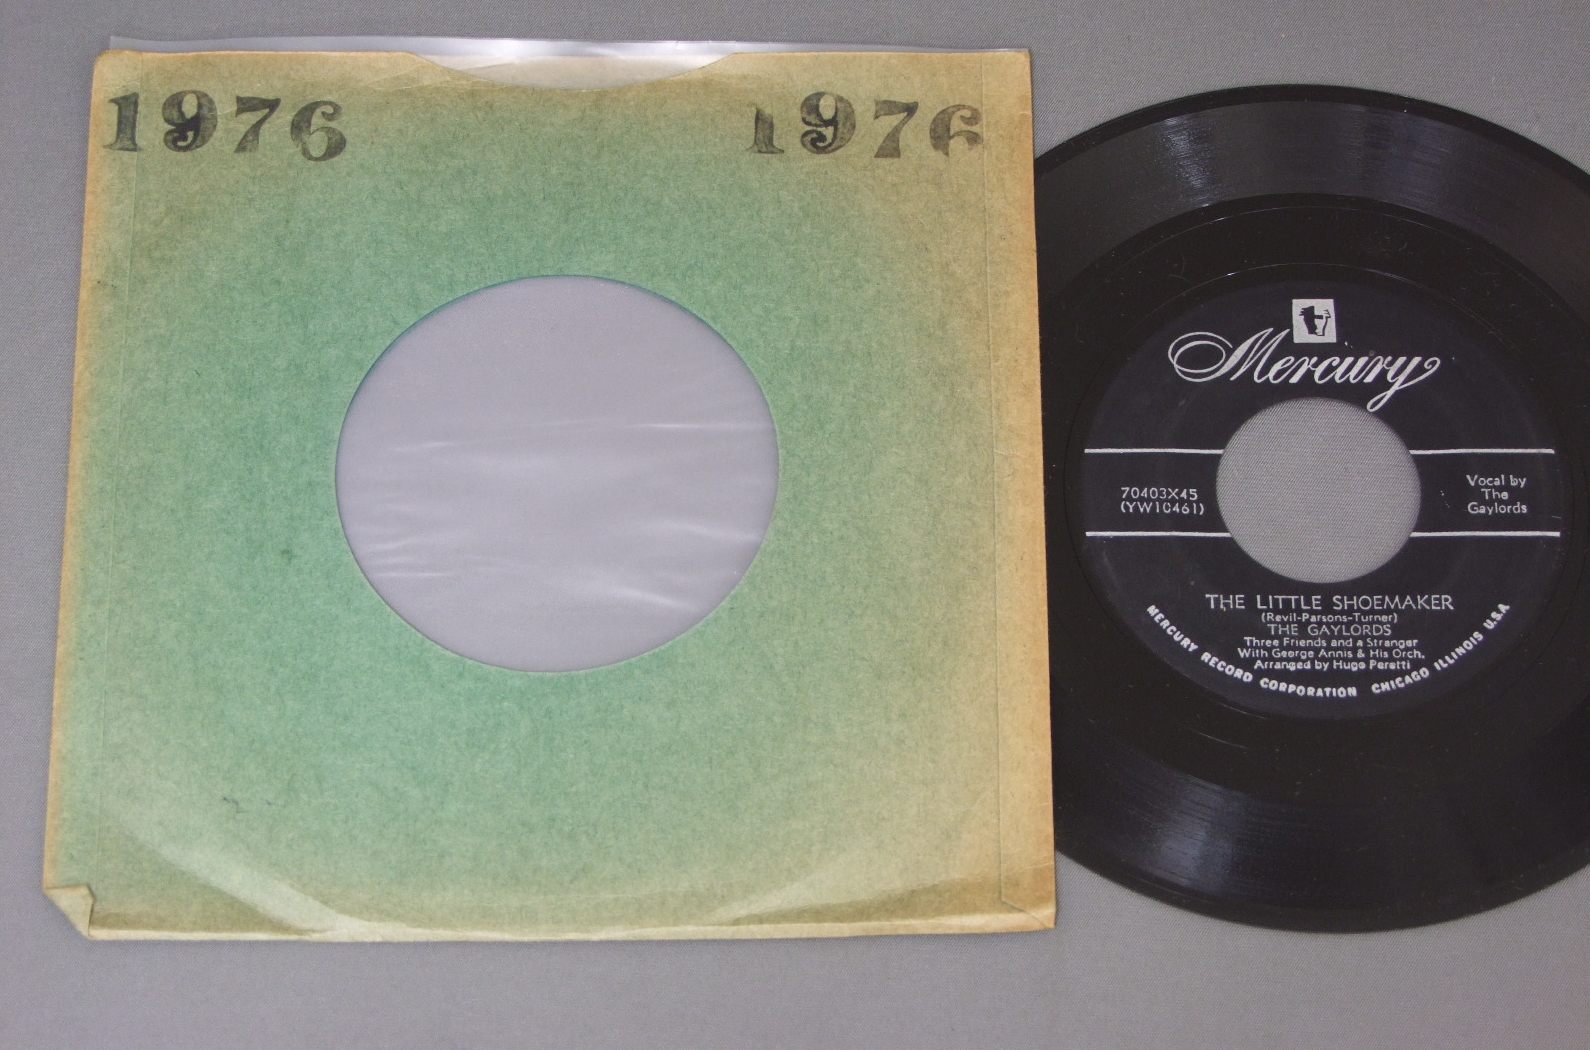 1976 1976
Mercury
70403X45
(YW10461)
Vocal by
The
Gaylords
THE LITTLE SHOEMAKER
(Revil-Parsons-Turner)
THE GAYLORDS
Three Friends and a Stranger
With George Annis & His Orch.
Arranged by Hugo Peretti
MERCURY RECORD CORPORATION CHICAGO ILLINOIS U.S.A